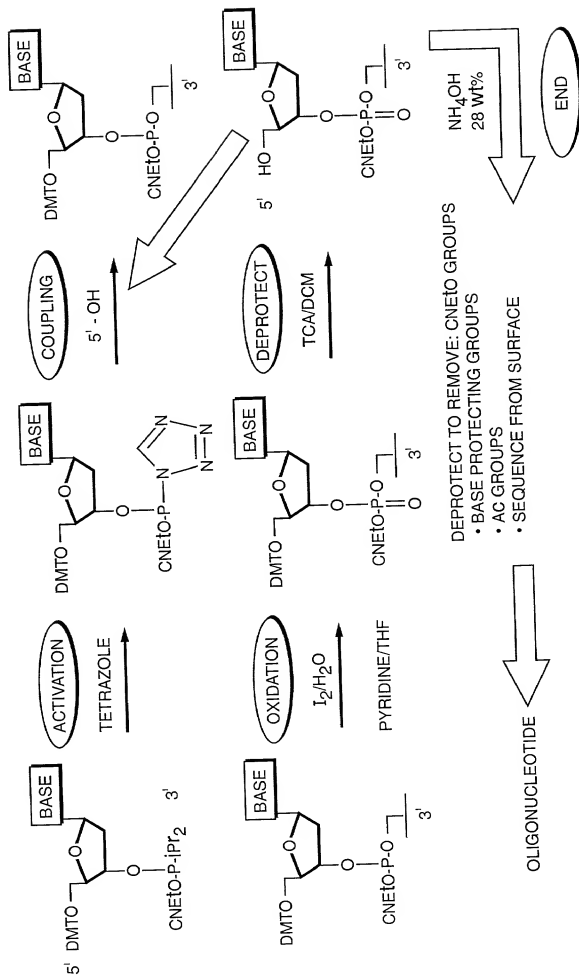 BASE
5' DMTO
O
O
CNEtO-P-iPr2 3'
ACTIVATION
TETRAZOLE
BASE
DMTO
O
O
CNEtO-P-N
N
N=N
COUPLING
5' - OH
BASE
DMTO
O
O
CNEtO-P-O
3'
BASE
DMTO
O
O
CNEtO-P-O
3'
OXIDATION
I2/H2O
PYRIDINE/THF
BASE
DMTO
O
O
CNEtO-P-O
O
3'
DEPROTECT
TCA/DCM
BASE
5' HO
O
O
CNEtO-P-O
O
3'
NH4OH
28 wt%
END
DEPROTECT TO REMOVE: CNEtO GROUPS
• BASE PROTECTING GROUPS
• AC GROUPS
• SEQUENCE FROM SURFACE
OLIGONUCLEOTIDE